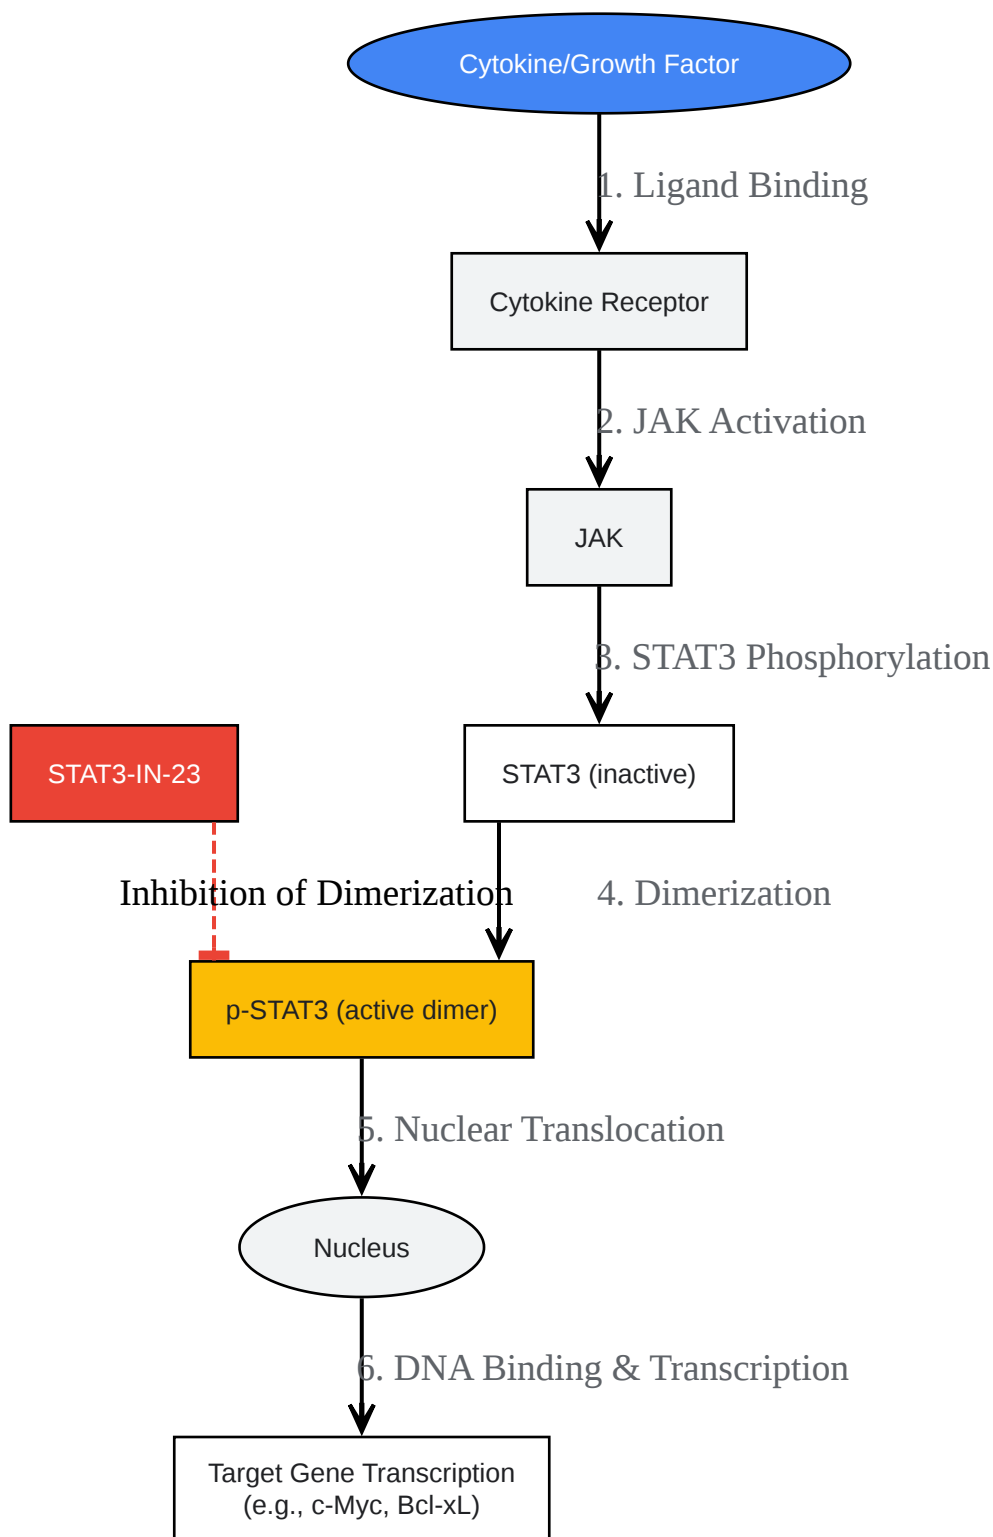 Cytokine/Growth Factor
1. Ligand Binding
Cytokine Receptor
2. JAK Activation
JAK
3. STAT3 Phosphorylation
STAT3-IN-23
STAT3 (inactive)
Inhibition of Dimerization
4. Dimerization
p-STAT3 (active dimer)
5. Nuclear Translocation
Nucleus
6. DNA Binding & Transcription
Target Gene Transcription
(e.g., c-Myc, Bcl-xL)